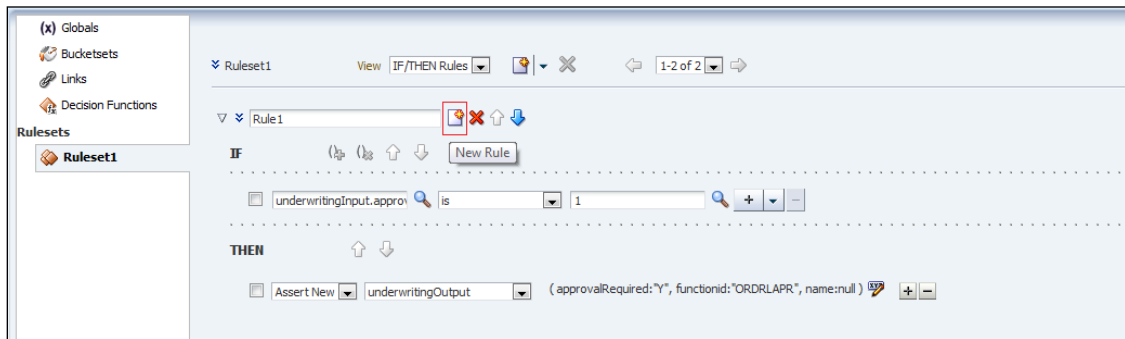 (x) Globals
Bucketsets
Links
Decision Functions
Rulesets
Ruleset1
Ruleset1 View IF/THEN Rules 1-2 of 2
Rule1
New Rule
IF
underwritingInput.approv is 1
THEN
Assert New underwritingOutput ( approvalRequired:"Y", functionid:"ORDRLAPR", name:null )